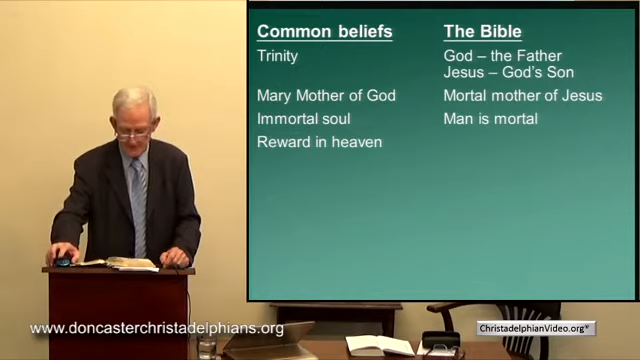 Common beliefs
The Bible
Trinity
God – the Father
Jesus – God's Son
Mary Mother of God
Mortal mother of Jesus
Immortal soul
Man is mortal
Reward in heaven
www.doncasterchristadelphians.org
ChristadelphianVideo.org®